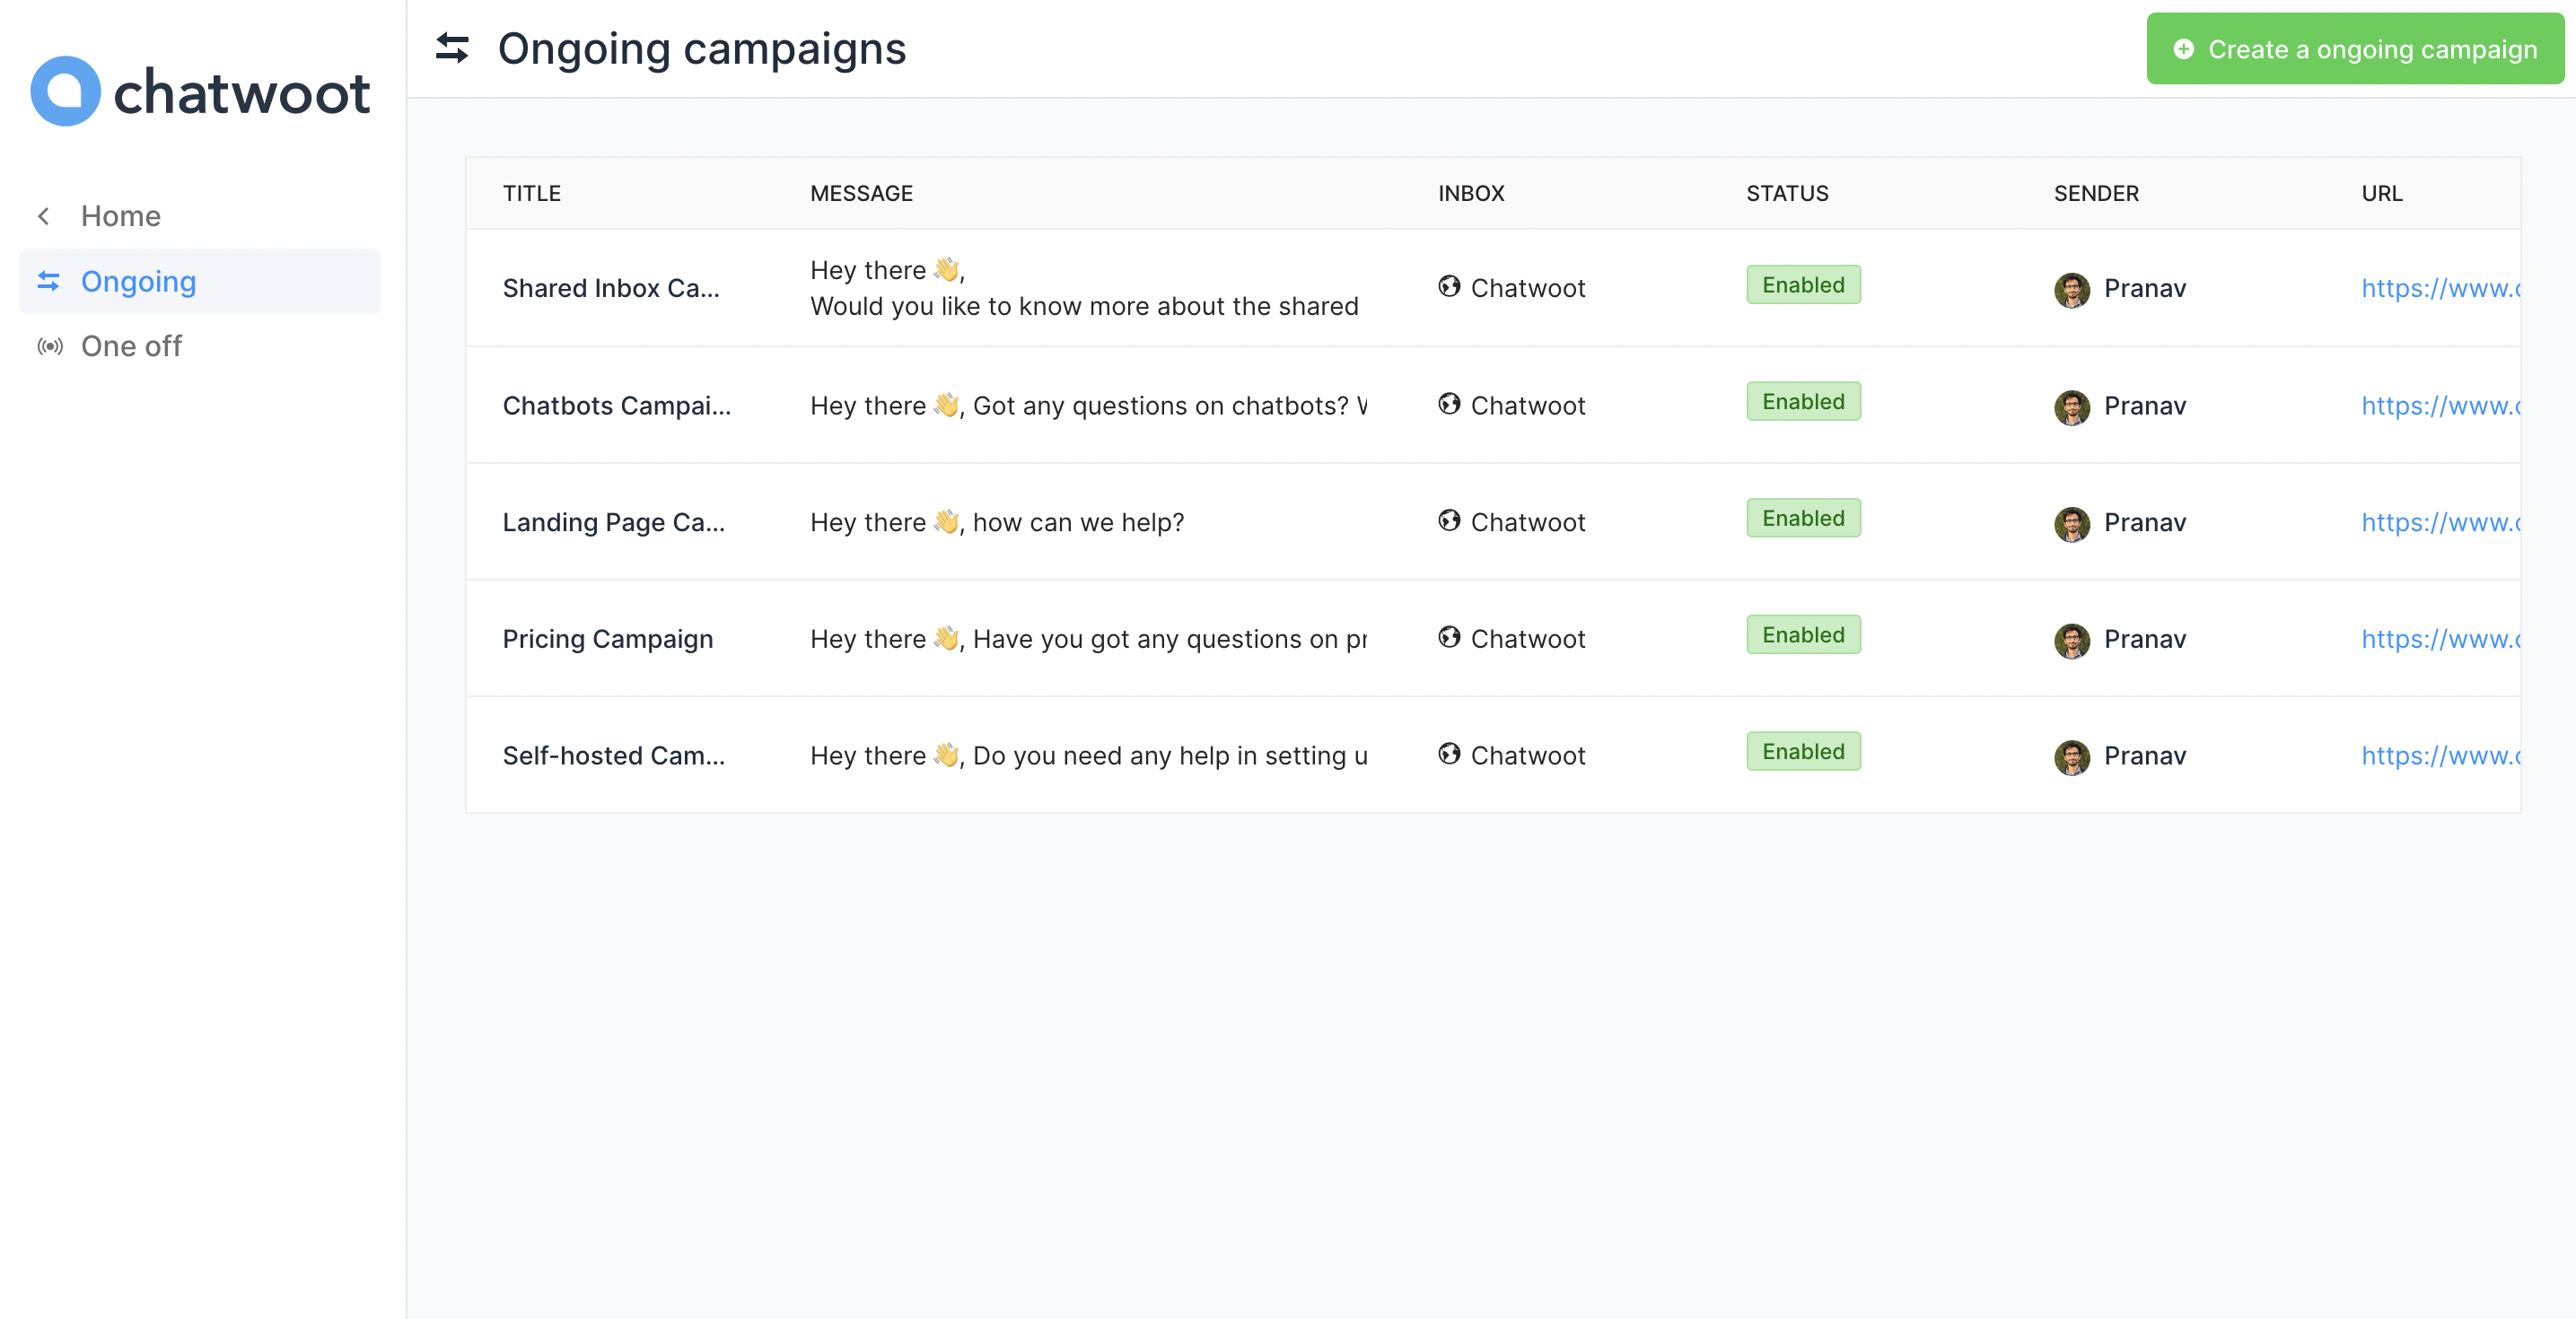 chatwoot
Home
Ongoing
One off
Ongoing campaigns
Create a ongoing campaign
TITLE MESSAGE INBOX STATUS SENDER URL
Hey there 👋,
Shared Inbox Ca... Would you like to know more about the shared Chatwoot Enabled Pranav https://www.
Chatbots Campai... Hey there 👋, Got any questions on chatbots? Chatwoot Enabled Pranav https://www.
Landing Page Ca... Hey there 👋, how can we help? Chatwoot Enabled Pranav https://www.
Pricing Campaign Hey there 👋, Have you got any questions on pr Chatwoot Enabled Pranav https://www.
Self-hosted Cam... Hey there 👋, Do you need any help in setting u Chatwoot Enabled Pranav https://www.